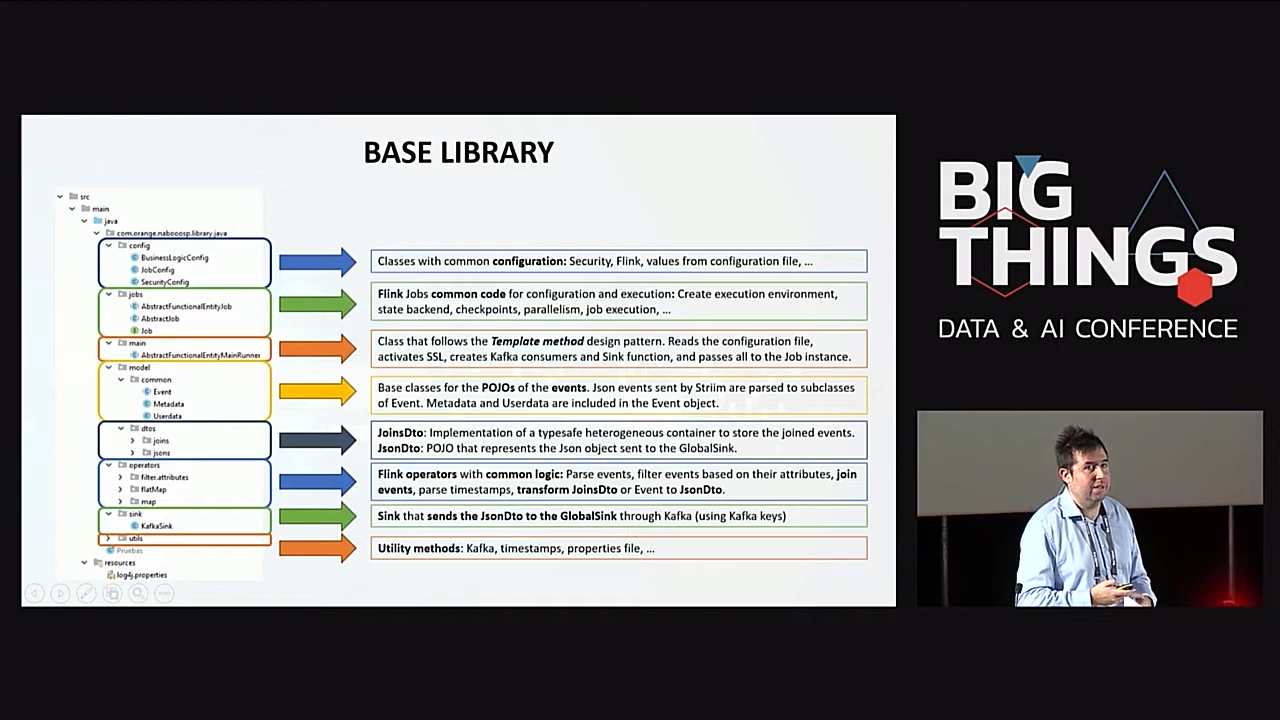 BASE LIBRARY
src
main
java
com.orange.nabooosp.library.java
config
BusinessLogicConfig
JobConfig
SecurityConfig
jobs
AbstractFunctionalEntityJob
AbstractJob
Job
main
AbstractFunctionalEntityMainRunner
model
common
Event
Metadata
Userdata
dtos
joins
jsons
operators
filter.attributes
flatMap
map
sink
KafkaSink
utils
Pruebas
resources
log4j.properties
Classes with common configuration: Security, Flink, values from configuration file, ...
Flink Jobs common code for configuration and execution: Create execution environment,
state backend, checkpoints, parallelism, job execution, ...
Class that follows the Template method design pattern. Reads the configuration file,
activates SSL, creates Kafka consumers and Sink function, and passes all to the Job instance.
Base classes for the POJOs of the events. Json events sent by Striim are parsed to subclasses
of Event. Metadata and Userdata are included in the Event object.
JoinsDto: Implementation of a typesafe heterogeneous container to store the joined events.
JsonDto: POJO that represents the Json object sent to the GlobalSink.
Flink operators with common logic: Parse events, filter events based on their attributes, join
events, parse timestamps, transform JoinsDto or Event to JsonDto.
Sink that sends the JsonDto to the GlobalSink through Kafka (using Kafka keys)
Utility methods: Kafka, timestamps, properties file, ...
BIG
THINGS
DATA & AI CONFERENCE